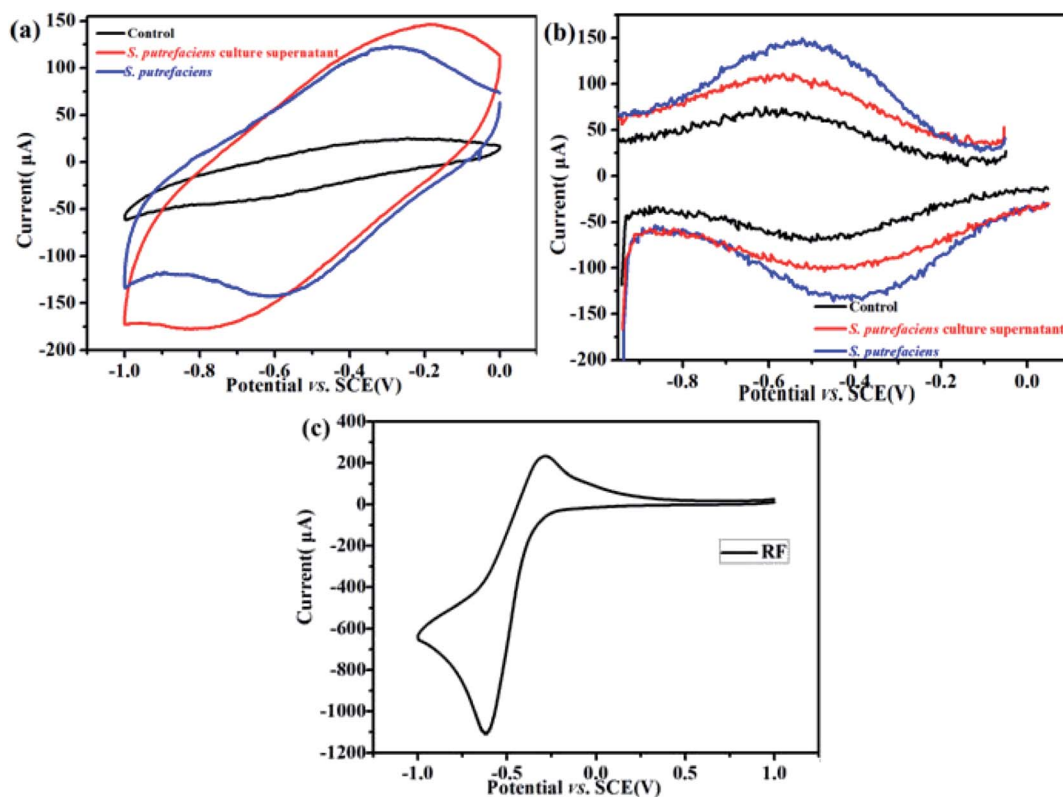 (a)
Control
S. putrefaciens culture supernatant
S. putrefaciens
150
100
50
0
-50
-100
-150
-200
Current( μA)
-1.0 -0.8 -0.6 -0.4 -0.2 0.0
Potential vs. SCE(V)
(b)
200
150
100
50
0
-50
-100
-150
-200
Current( μA)
Control
S. putrefaciens culture supernatant
S. putrefaciens
-0.8 -0.6 -0.4 -0.2 0.0
Potential vs. SCE(V)
(c)
400
200
0
-200
-400
-600
-800
-1000
-1200
Current( μA)
RF
-1.0 -0.5 0.0 0.5 1.0
Potential vs. SCE(V)